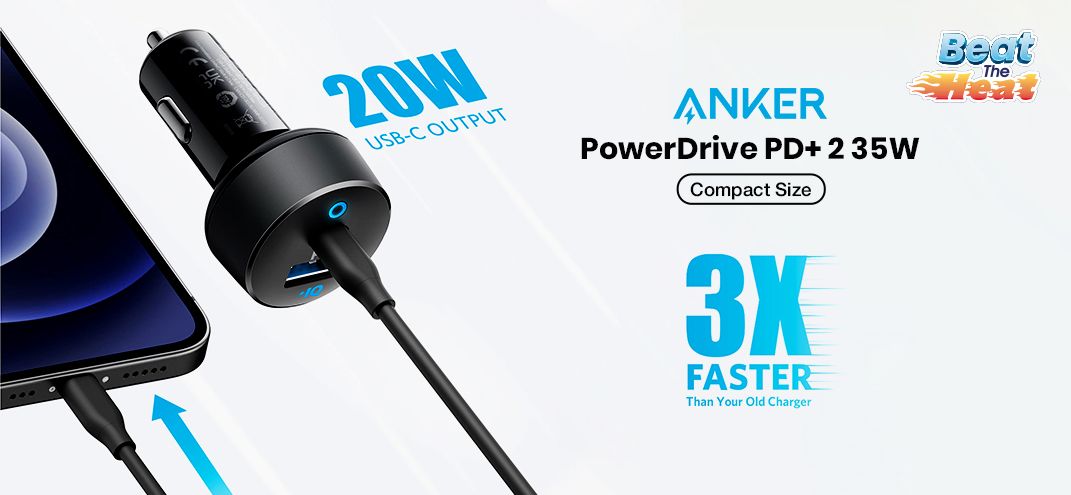 20W
USB-C OUTPUT
Beat
The
Heat
ANKER
PowerDrive PD+ 2 35W
Compact Size
3X
FASTER
Than Your Old Charger
IQ